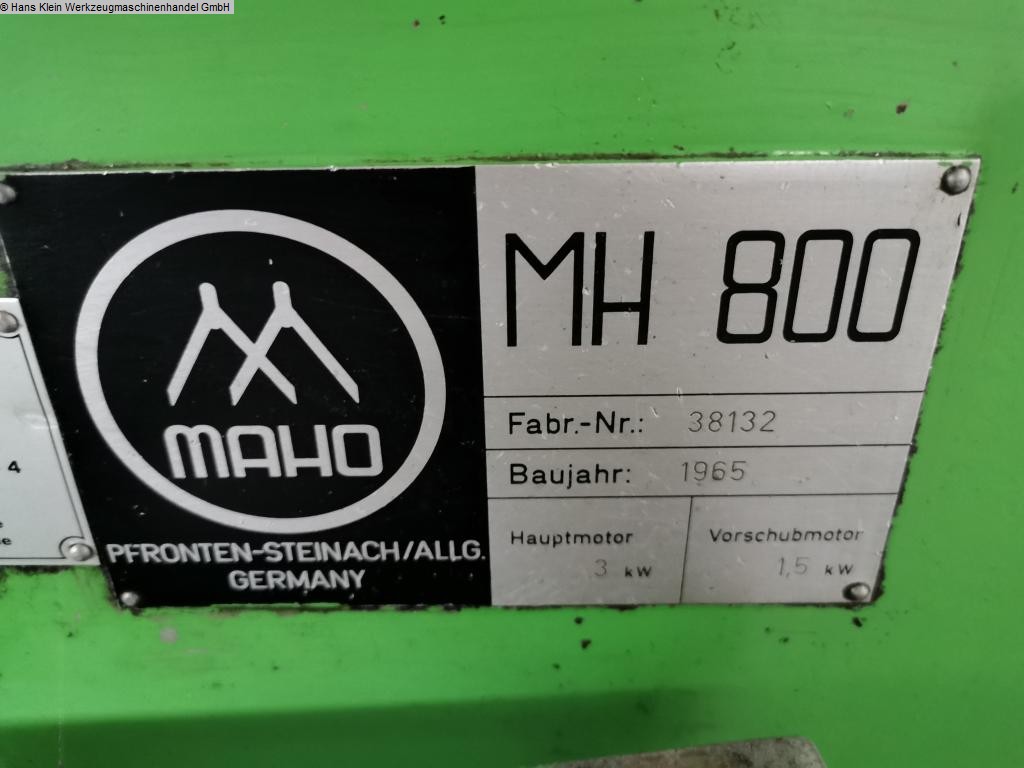 © Hans Klein Werkzeugmaschinenhandel GmbH
MAHO
PFRONTEN-STEINACH/ALLG.
GERMANY
MH 800
Fabr.-Nr.: 38132
Baujahr: 1965
Hauptmotor
3 kW
Vorschubmotor
1,5 kW
4